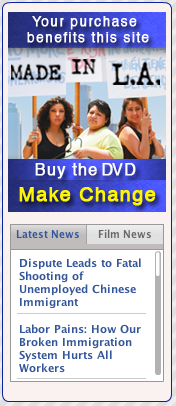 Your purchase
benefits this site
MADE IN L.A.
Buy the DVD
Make Change
Latest News
Film News
Dispute Leads to Fatal
Shooting of
Unemployed Chinese
Immigrant
Labor Pains: How Our
Broken Immigration
System Hurts All
Workers